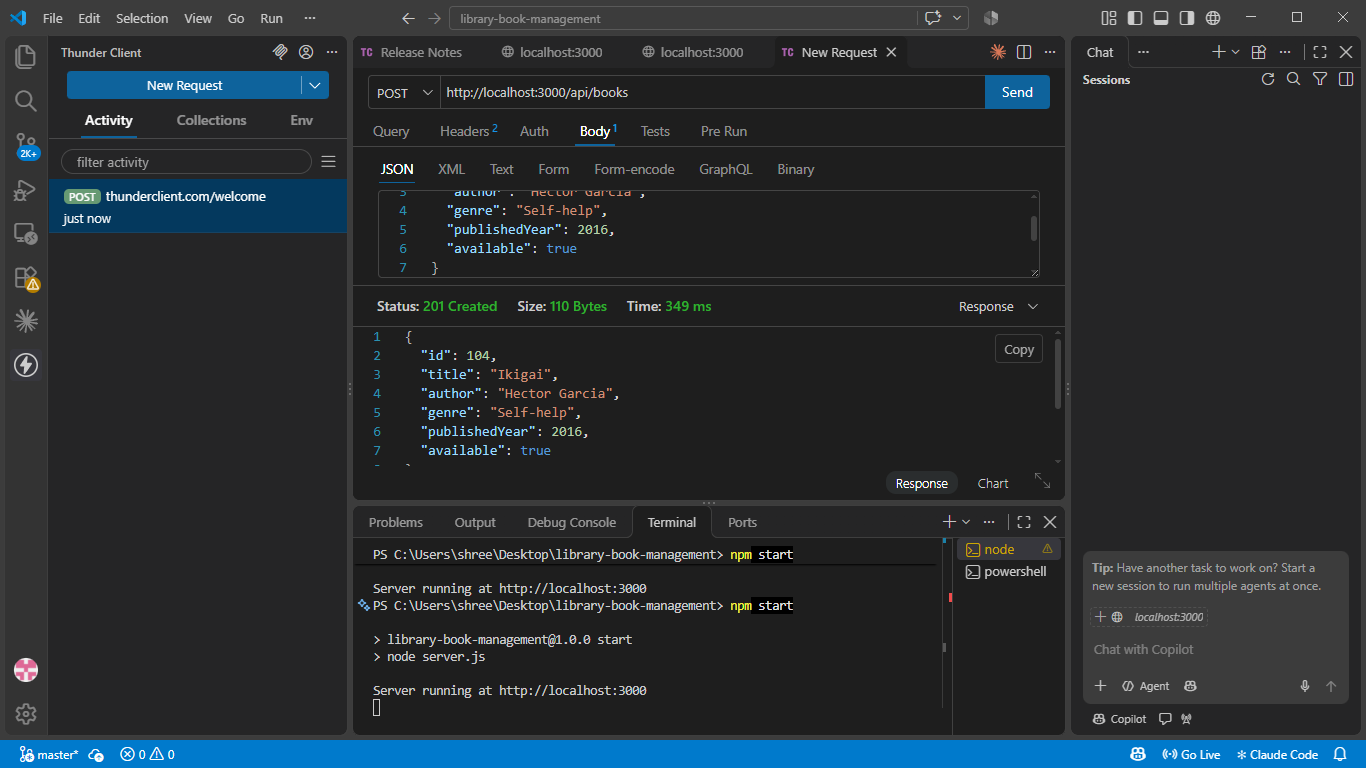 File Edit Selection View Go Run ···
library-book-management
Thunder Client
New Request
Activity Collections Env
filter activity
POST thunderclient.com/welcome
just now
2K+
TC Release Notes
localhost:3000
localhost:3000
TC New Request
POST http://localhost:3000/api/books Send
Query Headers 2 Auth Body 1 Tests Pre Run
JSON XML Text Form Form-encode GraphQL Binary
3 "author": "Hector Garcia",
4 "genre": "Self-help",
5 "publishedYear": 2016,
6 "available": true
7 }
Status: 201 Created Size: 110 Bytes Time: 349 ms Response
Copy
1 {
2 "id": 104,
3 "title": "Ikigai",
4 "author": "Hector Garcia",
5 "genre": "Self-help",
6 "publishedYear": 2016,
7 "available": true
Response Chart
Problems Output Debug Console Terminal Ports
PS C:\Users\shree\Desktop\library-book-management> npm start
Server running at http://localhost:3000
PS C:\Users\shree\Desktop\library-book-management> npm start
> library-book-management@1.0.0 start
> node server.js
Server running at http://localhost:3000
node
powershell
Chat
Sessions
Tip: Have another task to work on? Start a
new session to run multiple agents at once.
localhost:3000
Chat with Copilot
Agent
Copilot
master* 0 0 Go Live Claude Code